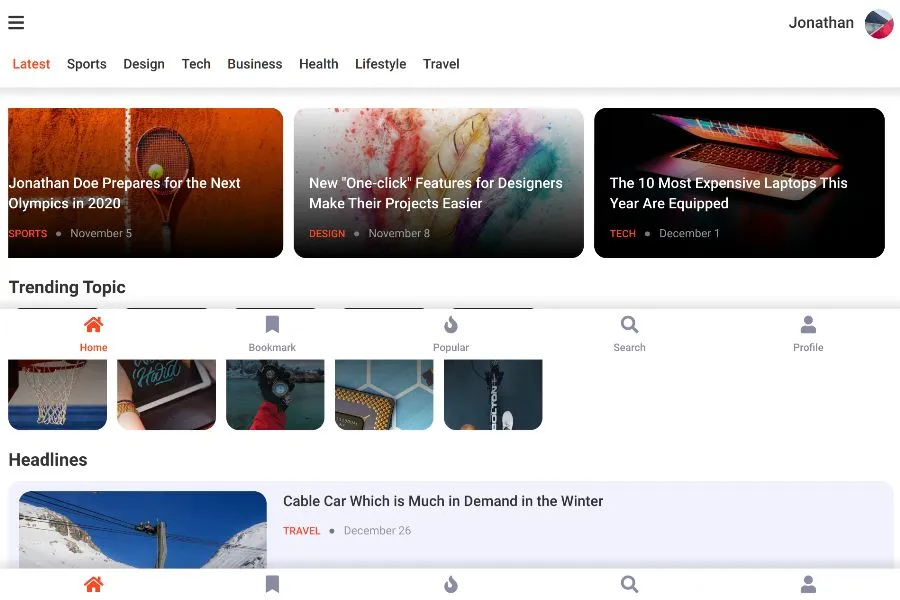 Jonathan
Latest Sports Design Tech Business Health Lifestyle Travel
Jonathan Doe Prepares for the Next
Olympics in 2020
SPORTS • November 5
New "One-click" Features for Designers
Make Their Projects Easier
DESIGN • November 8
The 10 Most Expensive Laptops This
Year Are Equipped
TECH • December 1
Trending Topic
Home Bookmark Popular Search Profile
Hard
BOLTON
Headlines
Cable Car Which is Much in Demand in the Winter
TRAVEL • December 26